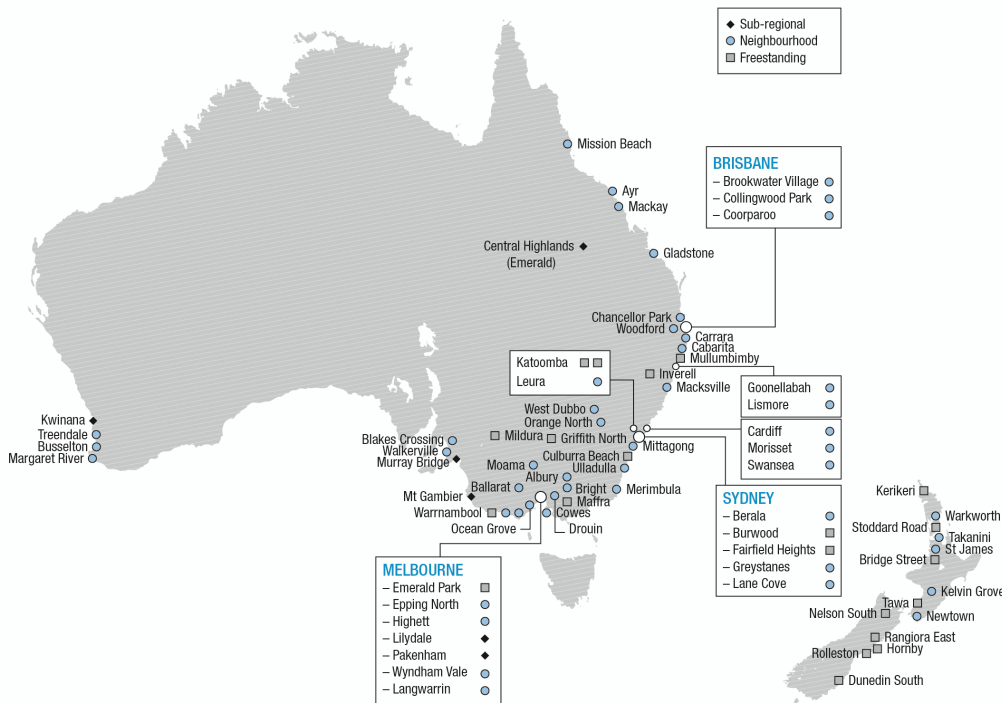 Sub-regional
Neighbourhood
Freestanding
Mission Beach
BRISBANE
– Brookwater Village
– Collingwood Park
– Coorparoo
Ayr
Mackay
Central Highlands
(Emerald)
Gladstone
Chancellor Park
Woodford
Carrara
Cabarita
Mullumbimby
Katoomba
Leura
Inverell
Macksville
Goonellabah
Lismore
West Dubbo
Orange North
Kwinana
Treendale
Busselton
Margaret River
Blakes Crossing
Walkerville
Murray Bridge
Mildura
Griffith North
Mittagong
Cardiff
Morisset
Swansea
Culburra Beach
Ulladulla
Moama
Albury
Mt Gambier
Ballarat
Bright
Merimbula
Maffra
Warrnambool
Cowes
Ocean Grove
Drouin
SYDNEY
– Berala
– Burwood
– Fairfield Heights
– Greystanes
– Lane Cove
Kerikeri
Warkworth
Stoddard Road
Takanini
St James
Bridge Street
Kelvin Grove
Tawa
Nelson South
Newtown
Rangiora East
Hornby
Rolleston
Dunedin South
MELBOURNE
– Emerald Park
– Epping North
– Highett
– Lilydale
– Pakenham
– Wyndham Vale
– Langwarrin